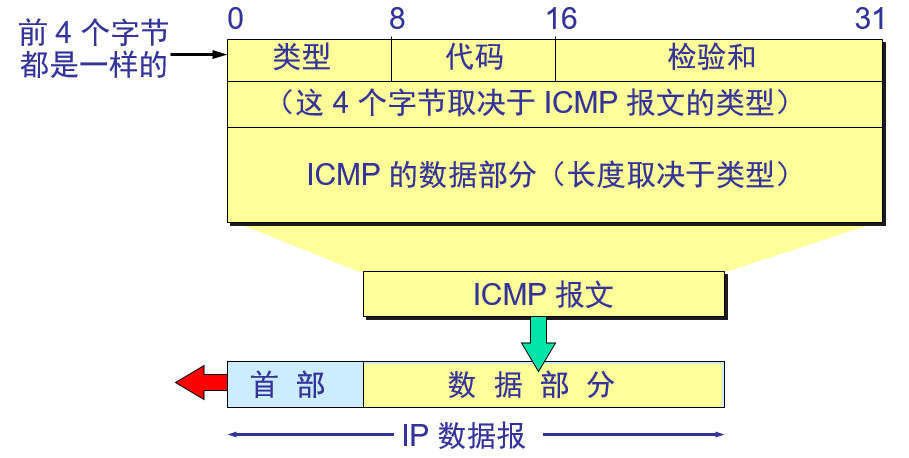 0 8 16 31
前 4 个字节
都是一样的
类型 代码 检验和
（这 4 个字节取决于 ICMP 报文的类型）
ICMP 的数据部分（长度取决于类型）
ICMP 报文
首 部 数 据 部 分
IP 数据报